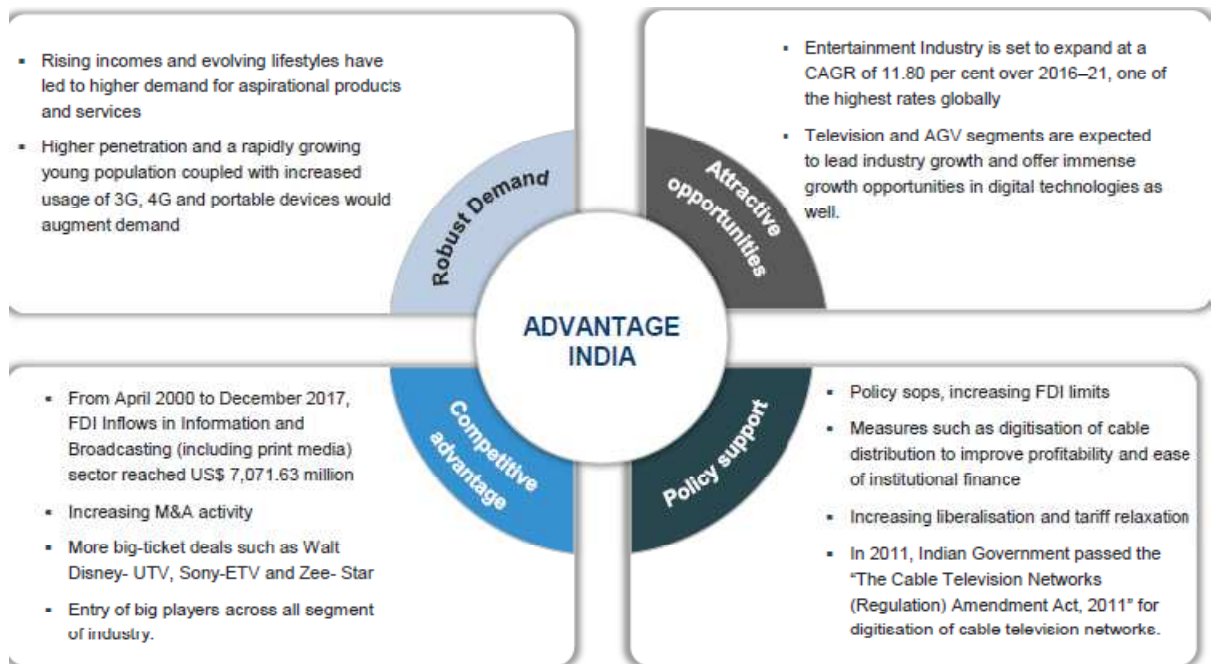 ▪ Rising incomes and evolving lifestyles have
led to higher demand for aspirational products
and services
▪ Higher penetration and a rapidly growing
young population coupled with increased
usage of 3G, 4G and portable devices would
augment demand
Robust Demand
▪ Entertainment Industry is set to expand at a
CAGR of 11.80 per cent over 2016–21, one of
the highest rates globally
▪ Television and AGV segments are expected
to lead industry growth and offer immense
growth opportunities in digital technologies as
well.
Attractive
opportunities
ADVANTAGE
INDIA
▪ From April 2000 to December 2017,
FDI Inflows in Information and
Broadcasting (including print media)
sector reached US$ 7,071.63 million
▪ Increasing M&A activity
▪ More big-ticket deals such as Walt
Disney- UTV, Sony-ETV and Zee- Star
▪ Entry of big players across all segment
of industry.
Competitive
advantage
▪ Policy sops, increasing FDI limits
▪ Measures such as digitisation of cable
distribution to improve profitability and ease
of institutional finance
▪ Increasing liberalisation and tariff relaxation
▪ In 2011, Indian Government passed the
“The Cable Television Networks
(Regulation) Amendment Act, 2011” for
digitisation of cable television networks.
Policy support